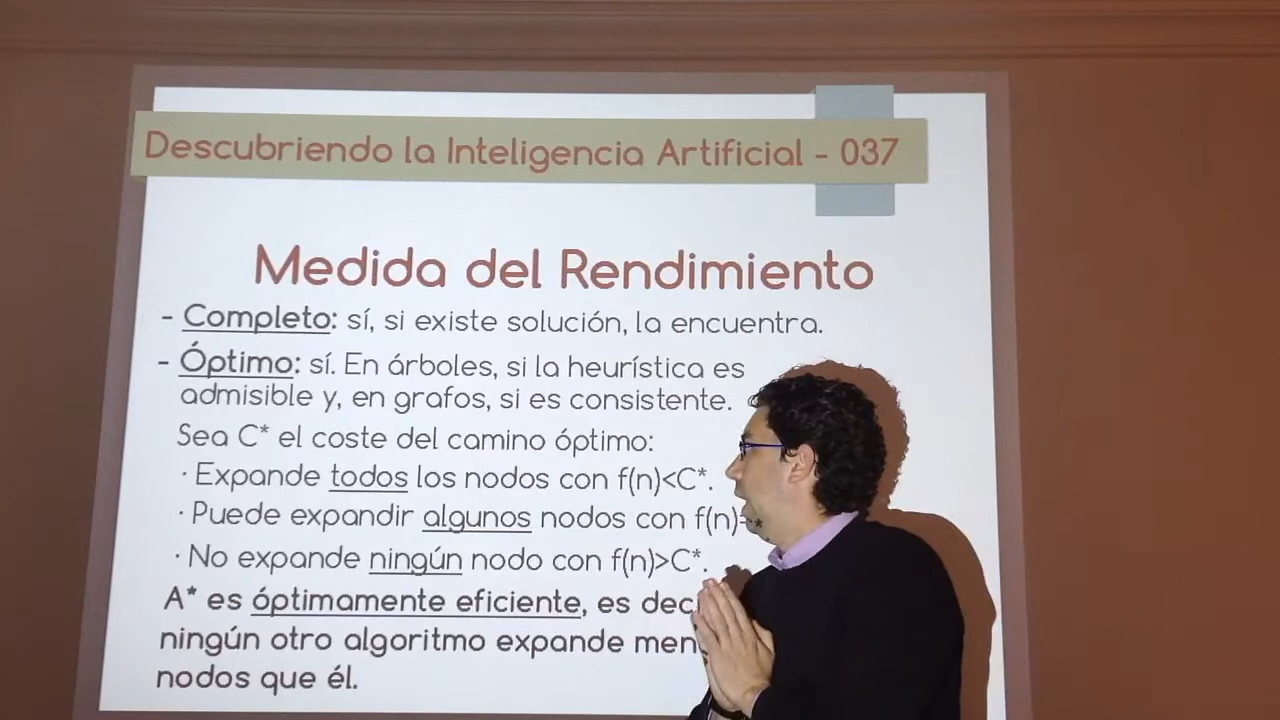 Descubriendo la Inteligencia Artificial - 037
Medida del Rendimiento
- Completo: sí, si existe solución, la encuentra.
- Óptimo: sí. En árboles, si la heurística es
admisible y, en grafos, si es consistente.
Sea C* el coste del camino óptimo:
· Expande todos los nodos con f(n)<C*.
· Puede expandir algunos nodos con f(n)=
· No expande ningún nodo con f(n)>C*.
A* es óptimamente eficiente, es
ningún otro algoritmo expande
nodos que él.